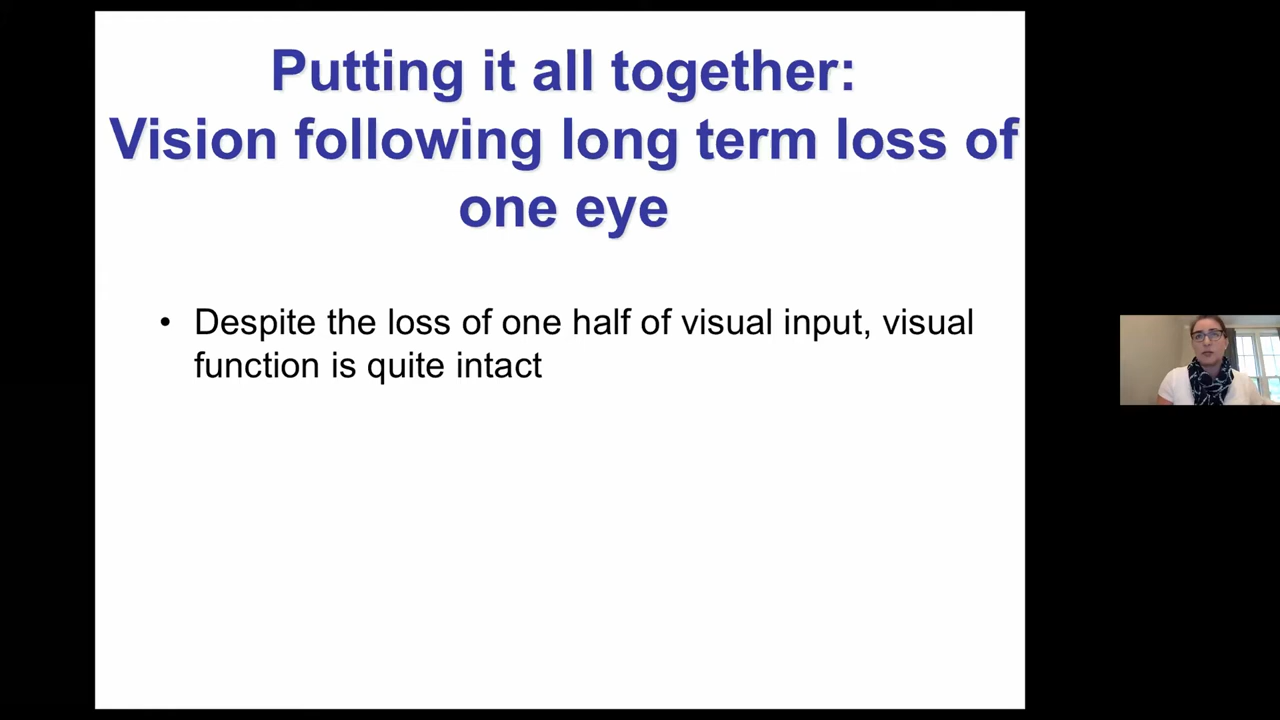 Putting it all together:
Vision following long term loss of
one eye
• Despite the loss of one half of visual input, visual
function is quite intact